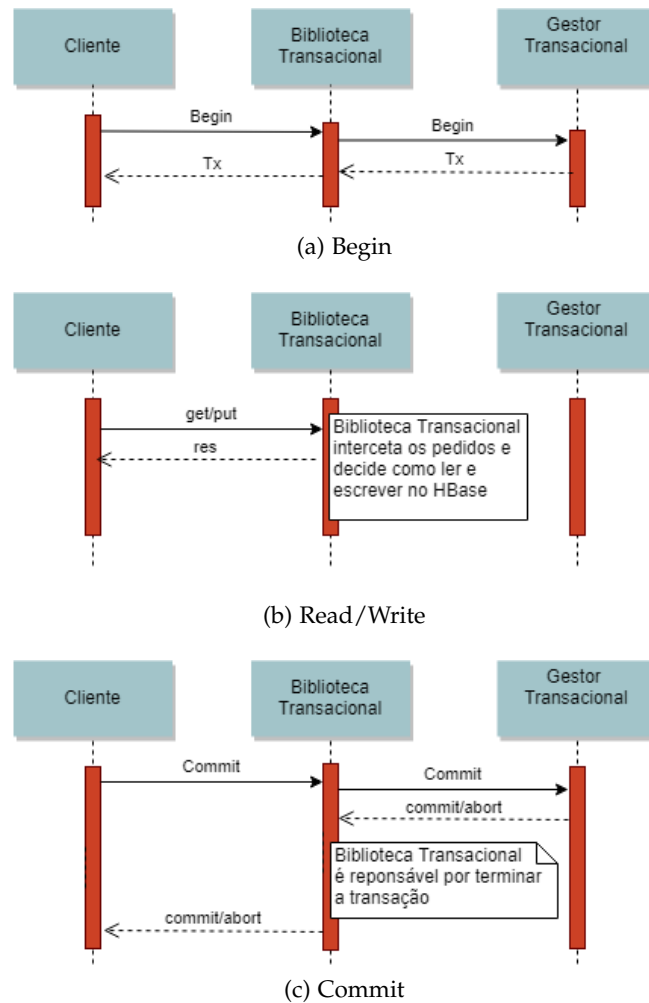 Cliente
Biblioteca
Transacional
Gestor
Transacional
Begin
Begin
Tx
Tx
(a) Begin
Cliente
Biblioteca
Transacional
Gestor
Transacional
get/put
res
Biblioteca Transacional
interceta os pedidos e
decide como ler e
escrever no HBase
(b) Read/Write
Cliente
Biblioteca
Transacional
Gestor
Transacional
Commit
Commit
commit/abort
Biblioteca Transacional
é reponsável por terminar
a transação
commit/abort
(c) Commit